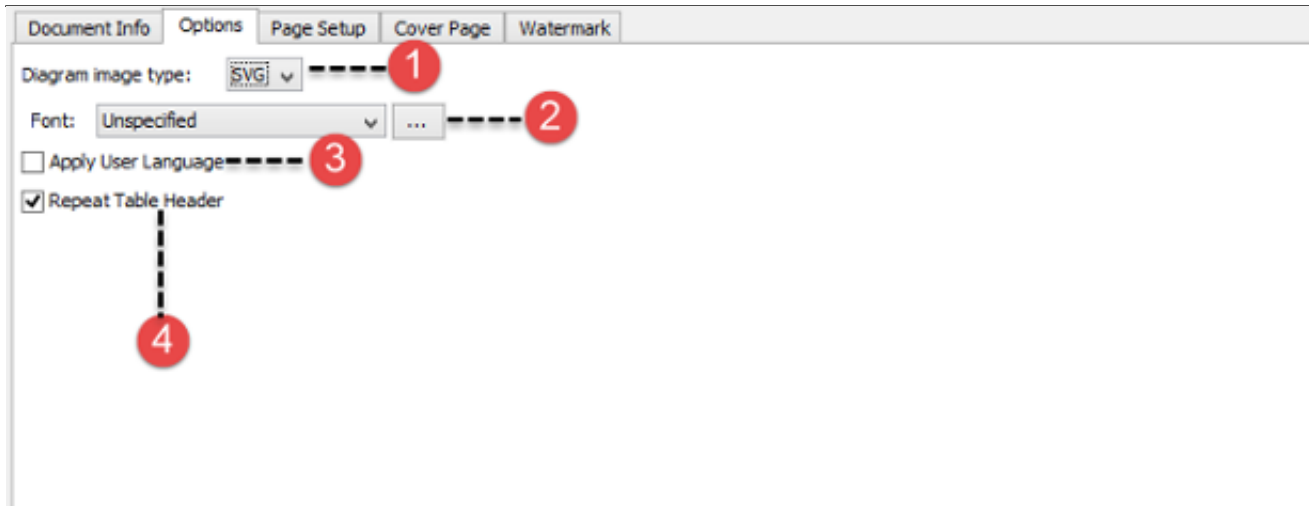 Document Info Options Page Setup Cover Page Watermark
Diagram image type: SVG 1
Font: Unspecified ... 2
Apply User Language 3
Repeat Table Header
4